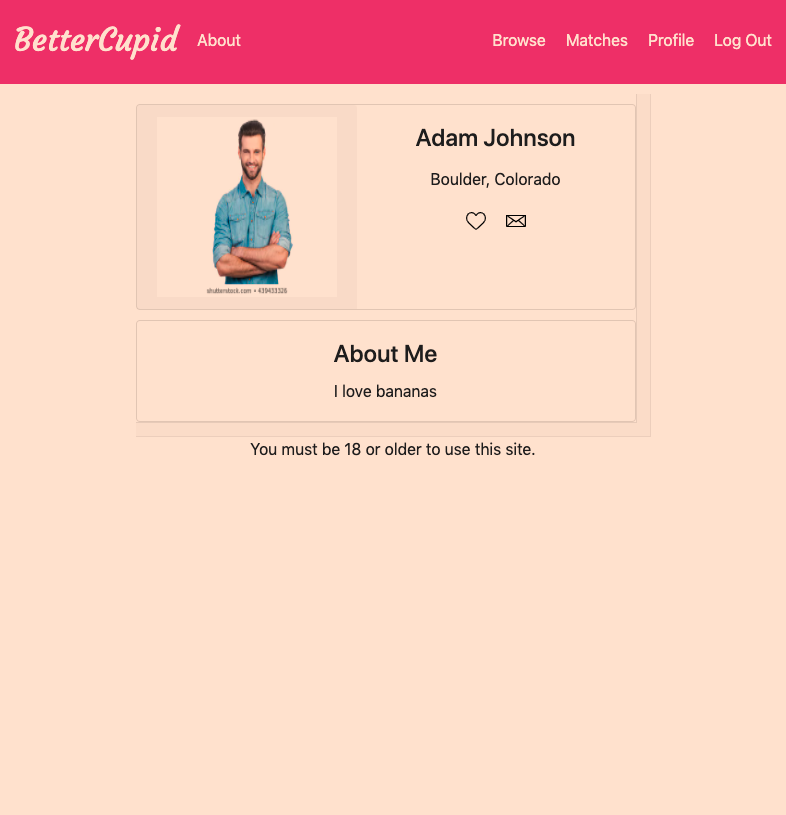 BetterCupid About Browse Matches Profile Log Out
Adam Johnson
Boulder, Colorado
shutterstock.com • 439433326
About Me
I love bananas
You must be 18 or older to use this site.